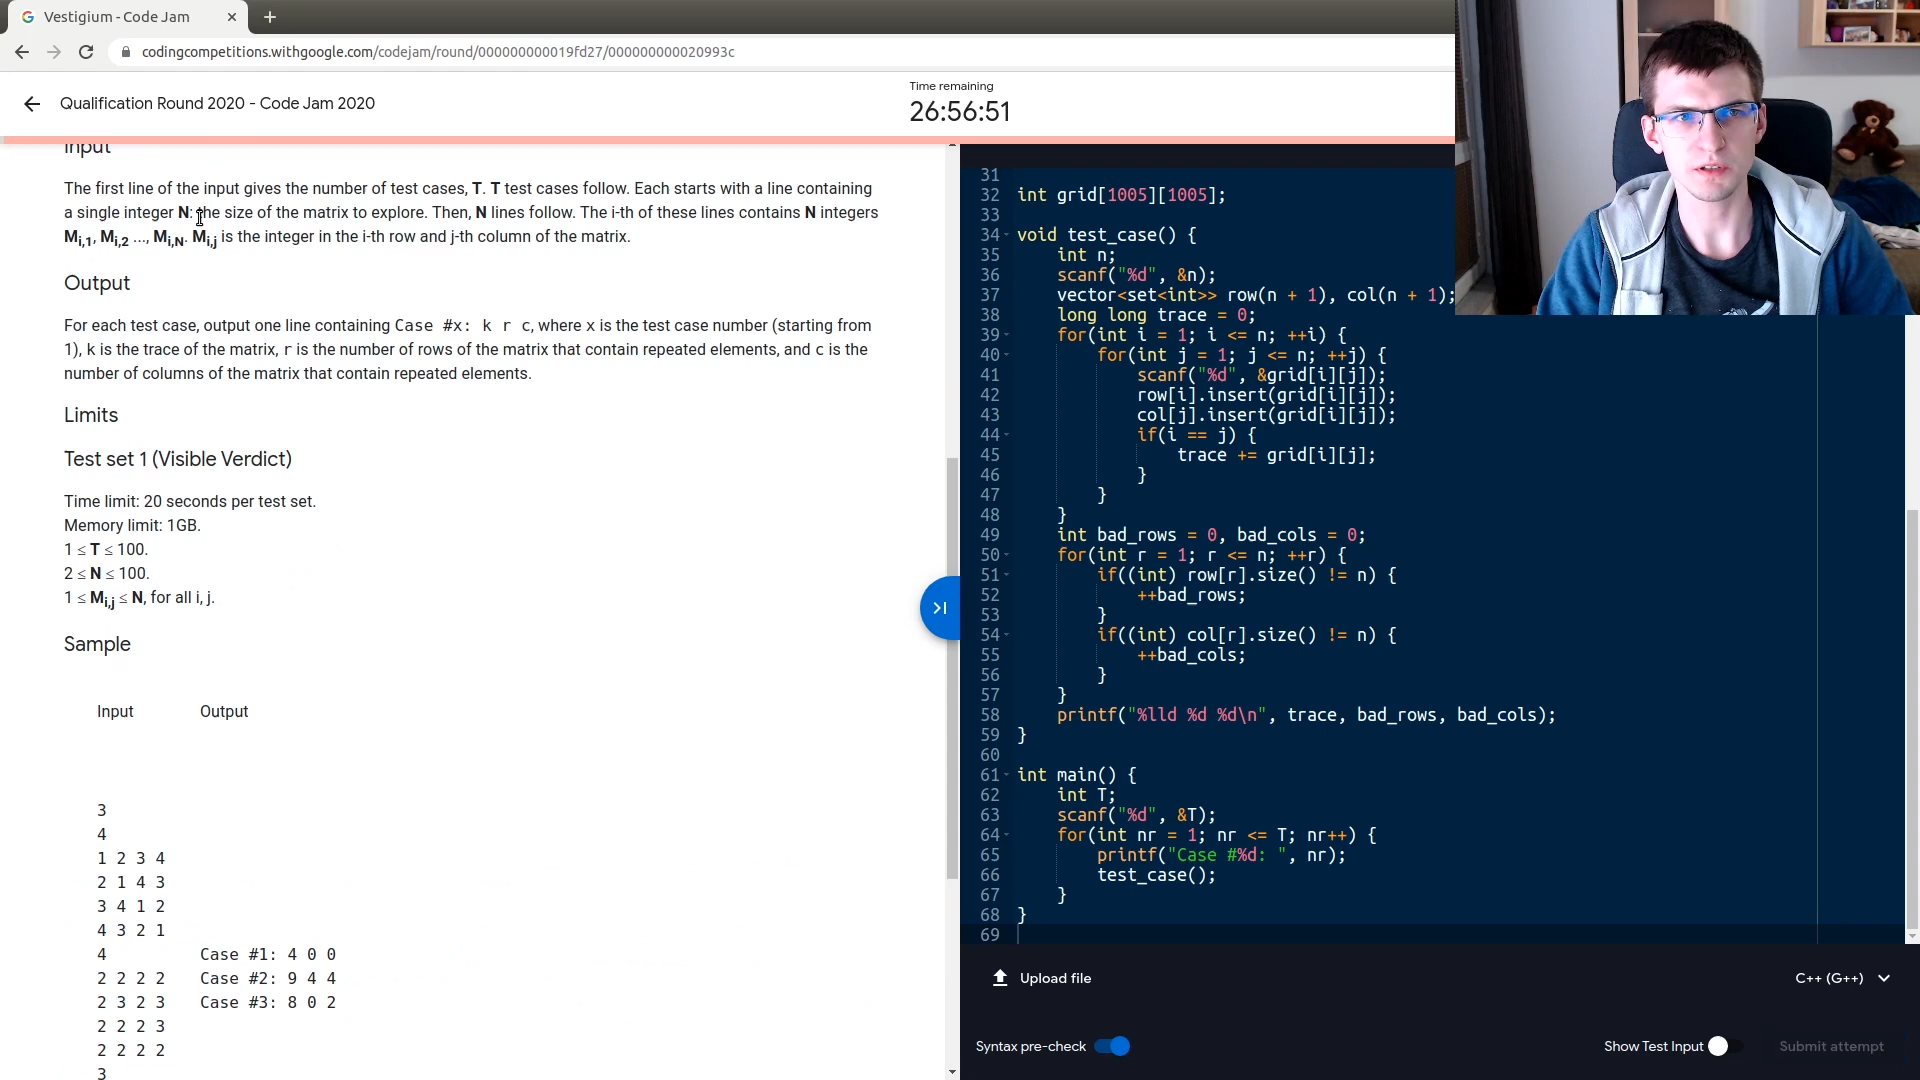 Vestigium - Code Jam
codingcompetitions.withgoogle.com/codejam/round/000000000019fd27/000000000020993c
Qualification Round 2020 - Code Jam 2020
Time remaining
26:56:51
Input
The first line of the input gives the number of test cases, T. T test cases follow. Each starts with a line containing
a single integer N: the size of the matrix to explore. Then, N lines follow. The i-th of these lines contains N integers
Mi,1, Mi,2 ..., Mi,N. Mi,j is the integer in the i-th row and j-th column of the matrix.
Output
For each test case, output one line containing Case #x: k r c, where x is the test case number (starting from
1), k is the trace of the matrix, r is the number of rows of the matrix that contain repeated elements, and c is the
number of columns of the matrix that contain repeated elements.
Limits
Test set 1 (Visible Verdict)
Time limit: 20 seconds per test set.
Memory limit: 1GB.
1 ≤ T ≤ 100.
2 ≤ N ≤ 100.
1 ≤ Mi,j ≤ N, for all i, j.
Sample
Input Output
3
4
1 2 3 4
2 1 4 3
3 4 1 2
4 3 2 1
4 Case #1: 4 0 0
2 2 2 2 Case #2: 9 4 4
2 3 2 3 Case #3: 8 0 2
2 2 2 3
2 2 2 2
3
31
32 int grid[1005][1005];
33
34 void test_case() {
35 int n;
36 scanf("%d", &n);
37 vector<set<int>> row(n + 1), col(n + 1);
38 long long trace = 0;
39 for(int i = 1; i <= n; ++i) {
40 for(int j = 1; j <= n; ++j) {
41 scanf("%d", &grid[i][j]);
42 row[i].insert(grid[i][j]);
43 col[j].insert(grid[i][j]);
44 if(i == j) {
45 trace += grid[i][j];
46 }
47 }
48 }
49 int bad_rows = 0, bad_cols = 0;
50 for(int r = 1; r <= n; ++r) {
51 if((int) row[r].size() != n) {
52 ++bad_rows;
53 }
54 if((int) col[r].size() != n) {
55 ++bad_cols;
56 }
57 }
58 printf("%lld %d %d\n", trace, bad_rows, bad_cols);
59 }
60
61 int main() {
62 int T;
63 scanf("%d", &T);
64 for(int nr = 1; nr <= T; nr++) {
65 printf("Case #%d: ", nr);
66 test_case();
67 }
68 }
69
Upload file
C++ (G++)
Syntax pre-check
Show Test Input
Submit attempt